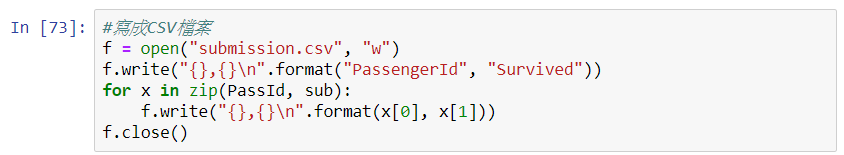 In [73]: #寫成CSV檔案
f = open("submission.csv", "w")
f.write("{},{}\n".format("PassengerId", "Survived"))
for x in zip(PassId, sub):
    f.write("{},{}\n".format(x[0], x[1]))
f.close()